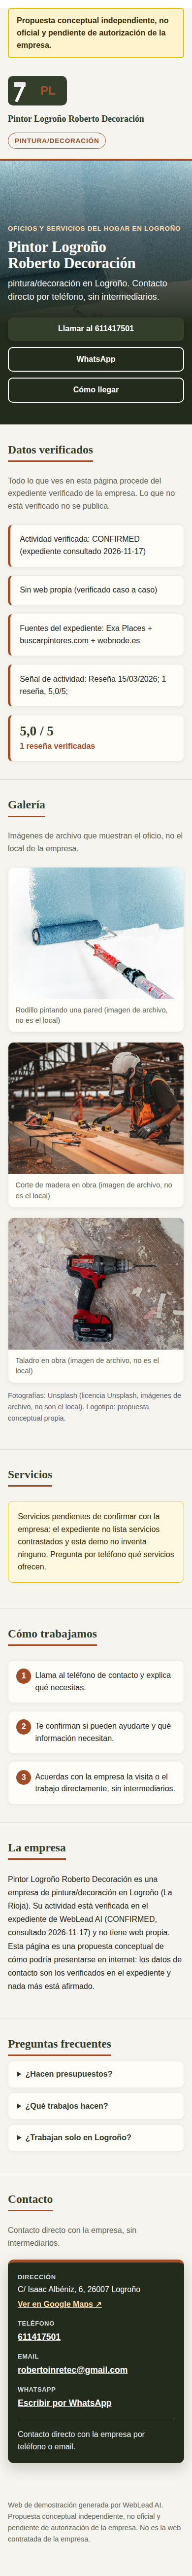 Propuesta conceptual independiente, no
oficial y pendiente de autorización de la
empresa.
7 PL
Pintor Logroño Roberto Decoración
PINTURA/DECORACIÓN
OFICIOS Y SERVICIOS DEL HOGAR EN LOGROÑO
Pintor Logroño
Roberto Decoración
pintura/decoración en Logroño. Contacto
directo por teléfono, sin intermediarios.
Llamar al 611417501
WhatsApp
Cómo llegar
Datos verificados
Todo lo que ves en esta página procede del
expediente verificado de la empresa. Lo que no
está verificado no se publica.
Actividad verificada: CONFIRMED
(expediente consultado 2026-11-17)
Sin web propia (verificado caso a caso)
Fuentes del expediente: Exa Places +
buscarpintores.com + webnode.es
Señal de actividad: Reseña 15/03/2026; 1
reseña, 5,0/5;
5,0 / 5
1 reseña verificadas
Galería
Imágenes de archivo que muestran el oficio, no el
local de la empresa.
Rodillo pintando una pared (imagen de archivo,
no es el local)
Corte de madera en obra (imagen de archivo, no
es el local)
Taladro en obra (imagen de archivo, no es el
local)
Fotografías: Unsplash (licencia Unsplash, imágenes de
archivo, no son el local). Logotipo: propuesta
conceptual propia.
Servicios
Servicios pendientes de confirmar con la
empresa: el expediente no lista servicios
contrastados y esta demo no inventa
ninguno. Pregunta por teléfono qué servicios
ofrecen.
Cómo trabajamos
1 Llama al teléfono de contacto y explica
qué necesitas.
2 Te confirman si pueden ayudarte y qué
información necesitan.
3 Acuerdas con la empresa la visita o el
trabajo directamente, sin intermediarios.
La empresa
Pintor Logroño Roberto Decoración es una
empresa de pintura/decoración en Logroño (La
Rioja). Su actividad está verificada en el
expediente de WebLead AI (CONFIRMED,
consultado 2026-11-17) y no tiene web propia.
Esta página es una propuesta conceptual de
cómo podría presentarse en internet: los datos de
contacto son los verificados en el expediente y
nada más está afirmado.
Preguntas frecuentes
¿Hacen presupuestos?
¿Qué trabajos hacen?
¿Trabajan solo en Logroño?
Contacto
Contacto directo con la empresa, sin
intermediarios.
DIRECCIÓN
C/ Isaac Albéniz, 6, 26007 Logroño
Ver en Google Maps ↗
TELÉFONO
611417501
EMAIL
robertoinretec@gmail.com
WHATSAPP
Escribir por WhatsApp
Contacto directo con la empresa por
teléfono o email.
Web de demostración generada por WebLead AI.
Propuesta conceptual independiente, no oficial y
pendiente de autorización de la empresa. No es la web
contratada de la empresa.